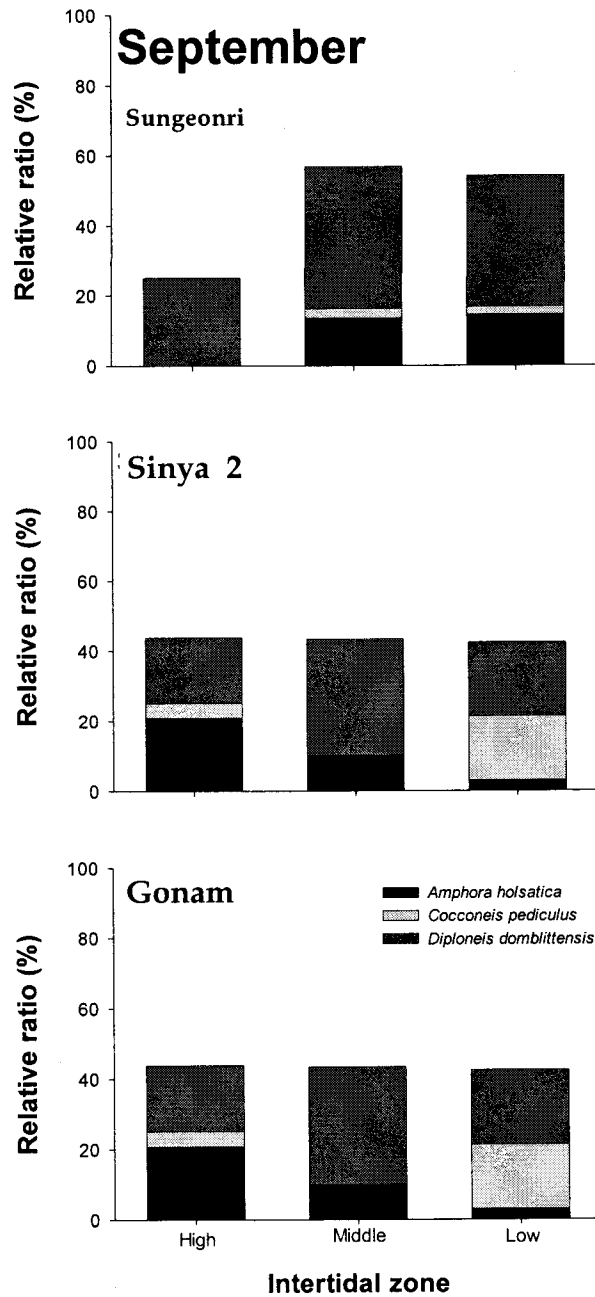 September
Sungeonri
Relative ratio (%)
100
80
60
40
20
0
Sinya 2
Relative ratio (%)
100
80
60
40
20
0
Gonam
Relative ratio (%)
100
80
60
40
20
0
Amphora holsatica
Cocconeis pediculus
Diploneis domblittensis
High Middle Low
Intertidal zone